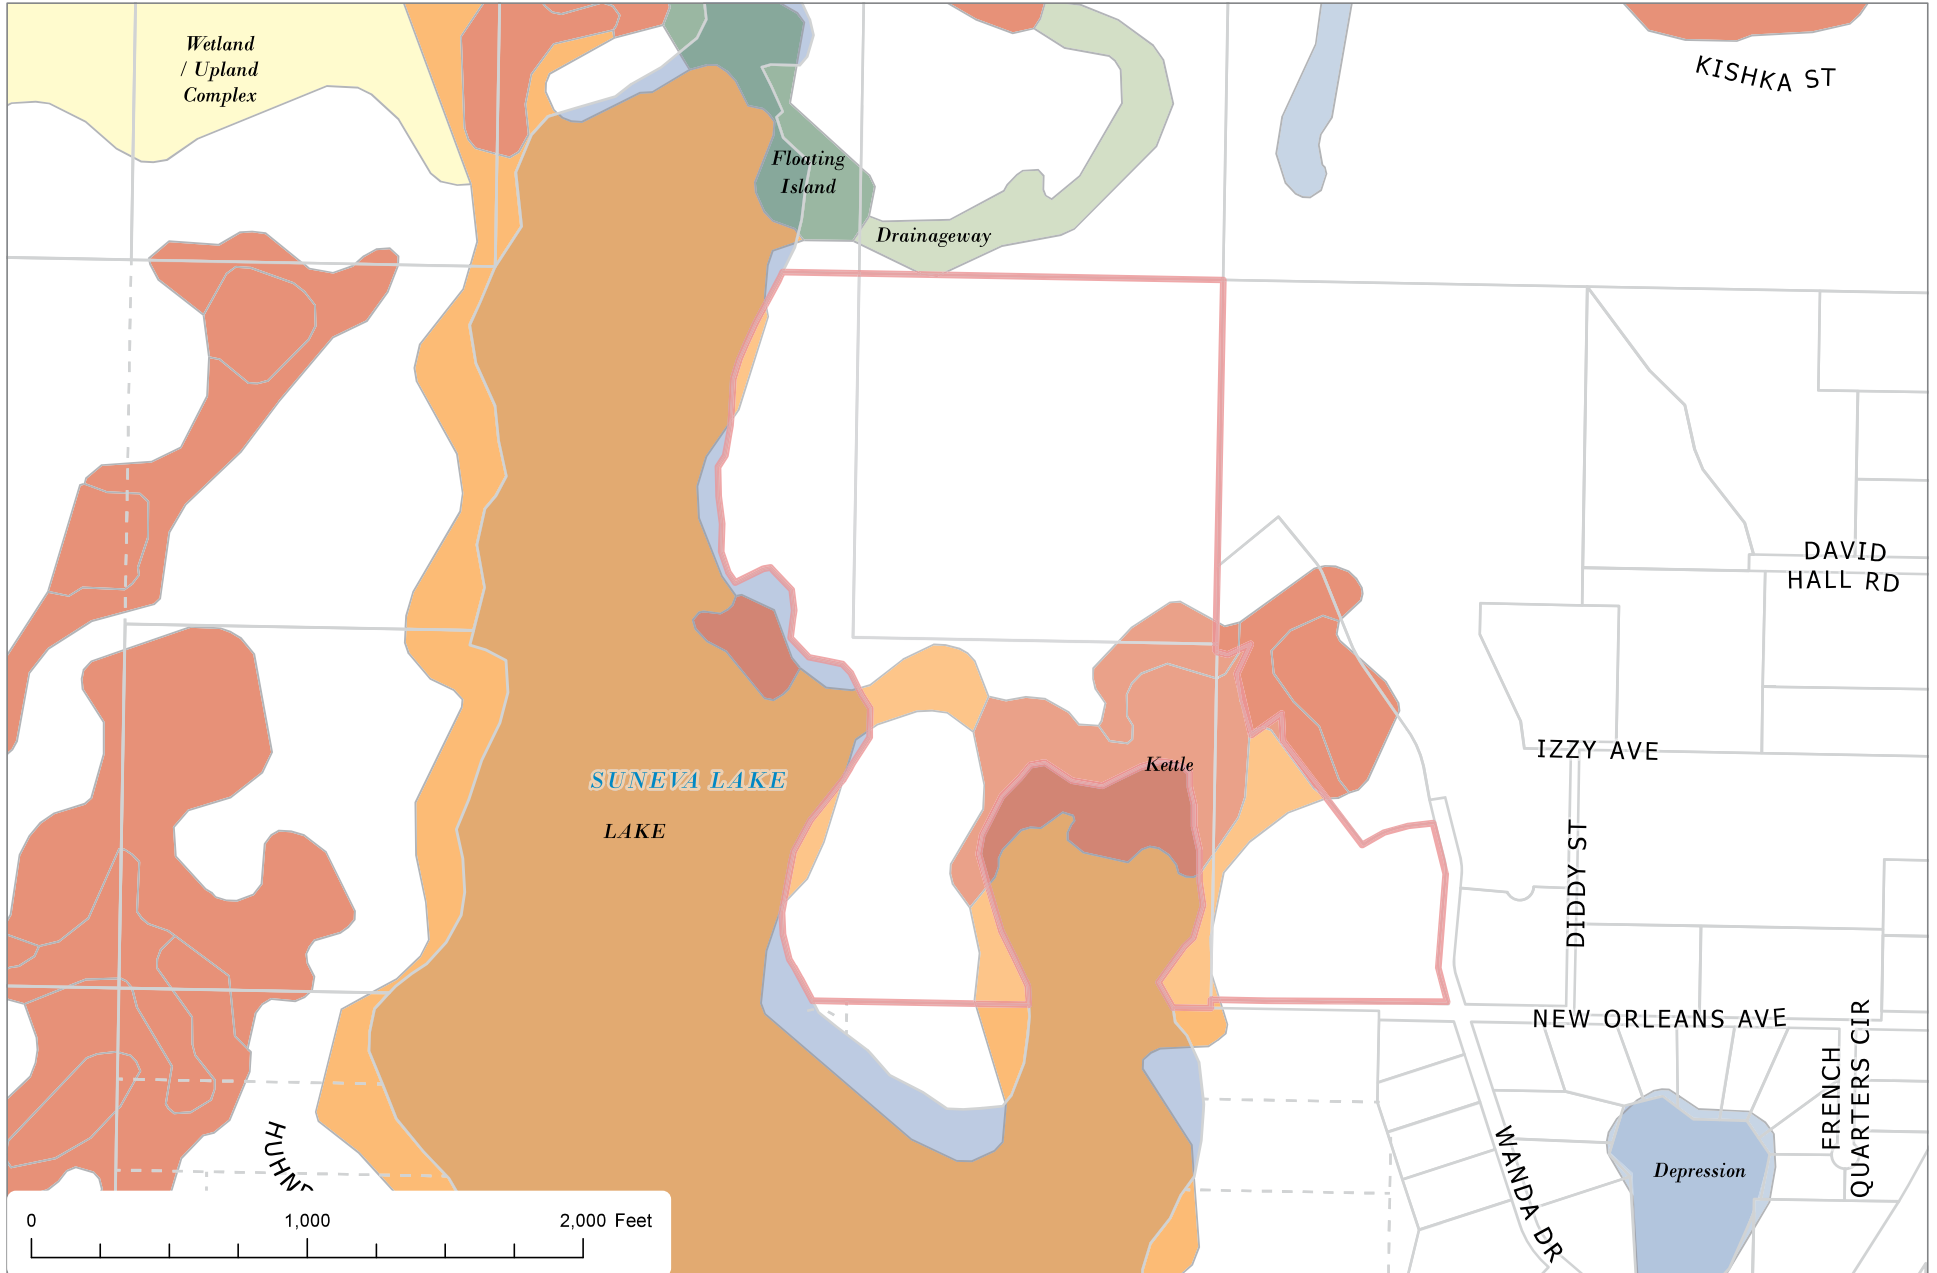 Wetland
/ Upland
Complex
KISHKA ST
Floating
Island
Drainageway
DAVID
HALL RD
IZZY AVE
Kettle
SUNEVA LAKE
LAKE
DIDDY ST
NEW ORLEANS AVE
FRENCH
QUARTERS CIR
WANDA DR
Depression
0 1,000 2,000 Feet